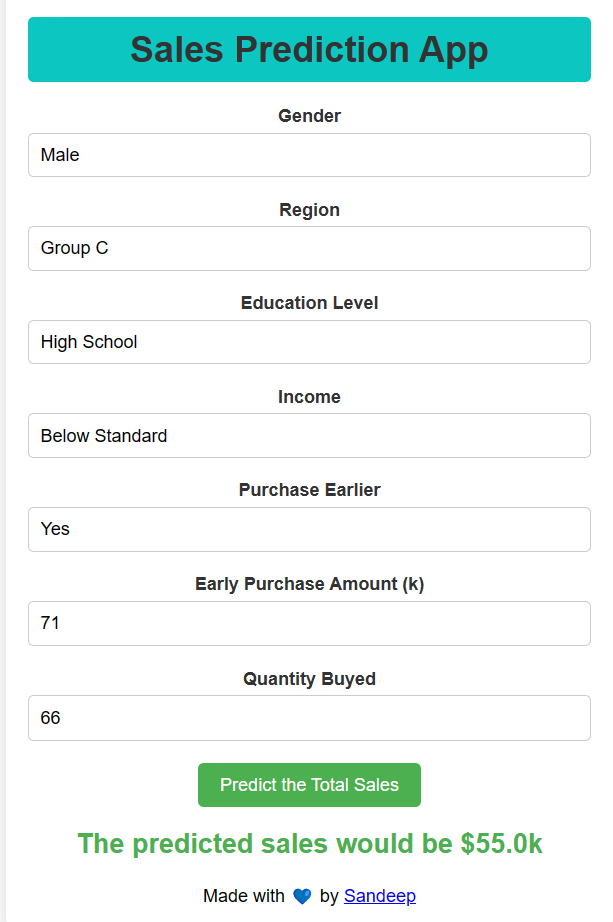 Sales Prediction App
Gender
Male
Region
Group C
Education Level
High School
Income
Below Standard
Purchase Earlier
Yes
Early Purchase Amount (k)
71
Quantity Buyed
66
Predict the Total Sales
The predicted sales would be $55.0k
Made with 💙 by Sandeep